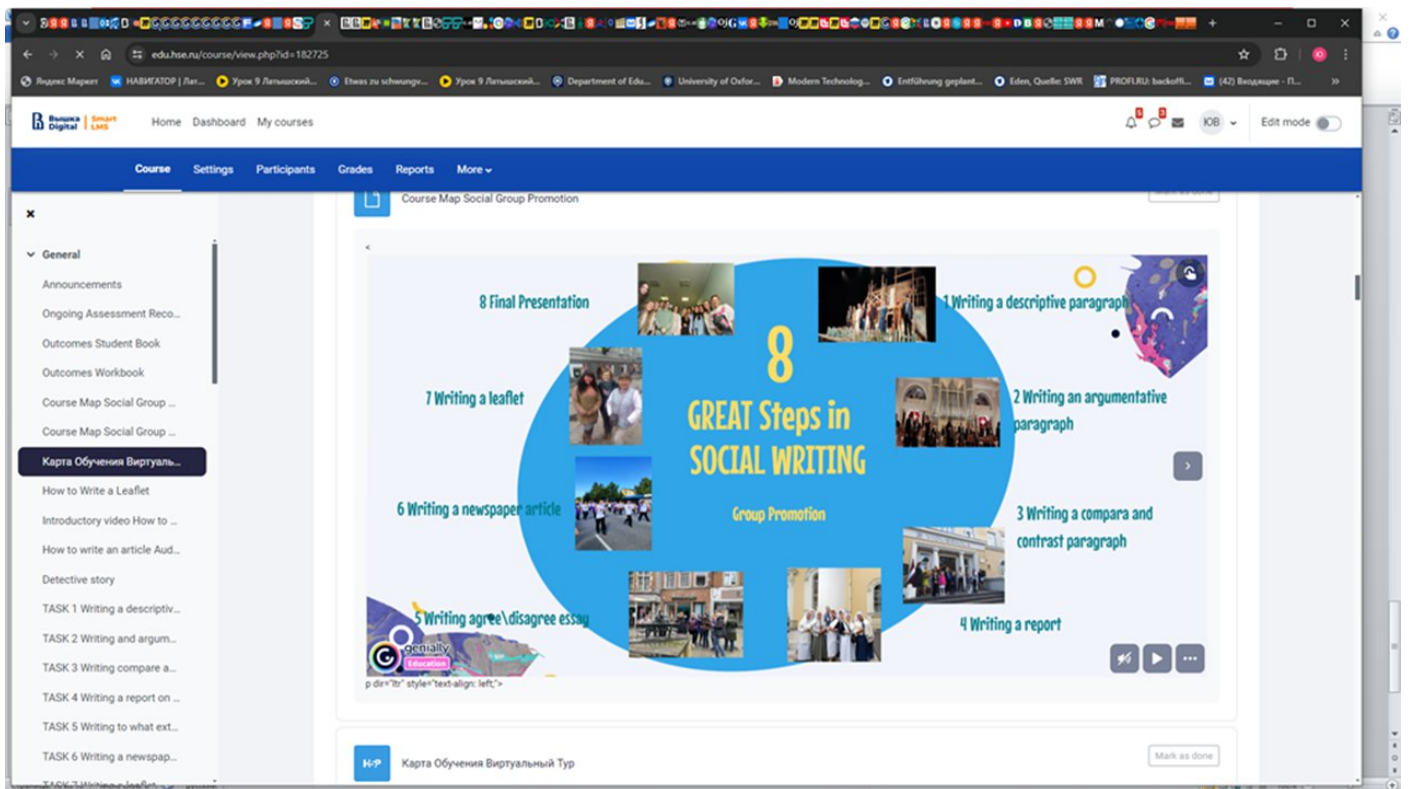 edu.hse.ru/course/view.php?id=182725
Яндекс Маркет НАВИГАТОР | Лат... Урок 9 Латышский... Etwas zu schwungv... Урок 9 Латышский... Department of Edu... University of Oxfor... Modern Technolog... Entführung geplant... Eden, Quelle: SWR PROFI.RU: backoffi... (42) Входящие - П... »
Вышка Digital Smart LMS Home Dashboard My courses 5 3 ЮВ Edit mode
Course Settings Participants Grades Reports More
Course Map Social Group Promotion
General
Announcements
Ongoing Assessment Reco...
Outcomes Student Book
Outcomes Workbook
Course Map Social Group ...
Course Map Social Group ...
Карта Обучения Виртуаль...
How to Write a Leaflet
Introductory video How to ...
How to write an article Aud...
Detective story
TASK 1 Writing a descriptiv...
TASK 2 Writing and argum...
TASK 3 Writing compare a...
TASK 4 Writing a report on ...
TASK 5 Writing to what ext...
TASK 6 Writing a newspap...
TASK 7 Writing a leaflet
<
8
GREAT Steps in
SOCIAL WRITING
Group Promotion
1 Writing a descriptive paragraph
2 Writing an argumentative
paragraph
3 Writing a compara and
contrast paragraph
4 Writing a report
5 Writing agree\disagree essay
6 Writing a newspaper article
7 Writing a leaflet
8 Final Presentation
genially
Education
p dir="ltr" style="text-align: left;">
H-P Карта Обучения Виртуальный Тур
Mark as done